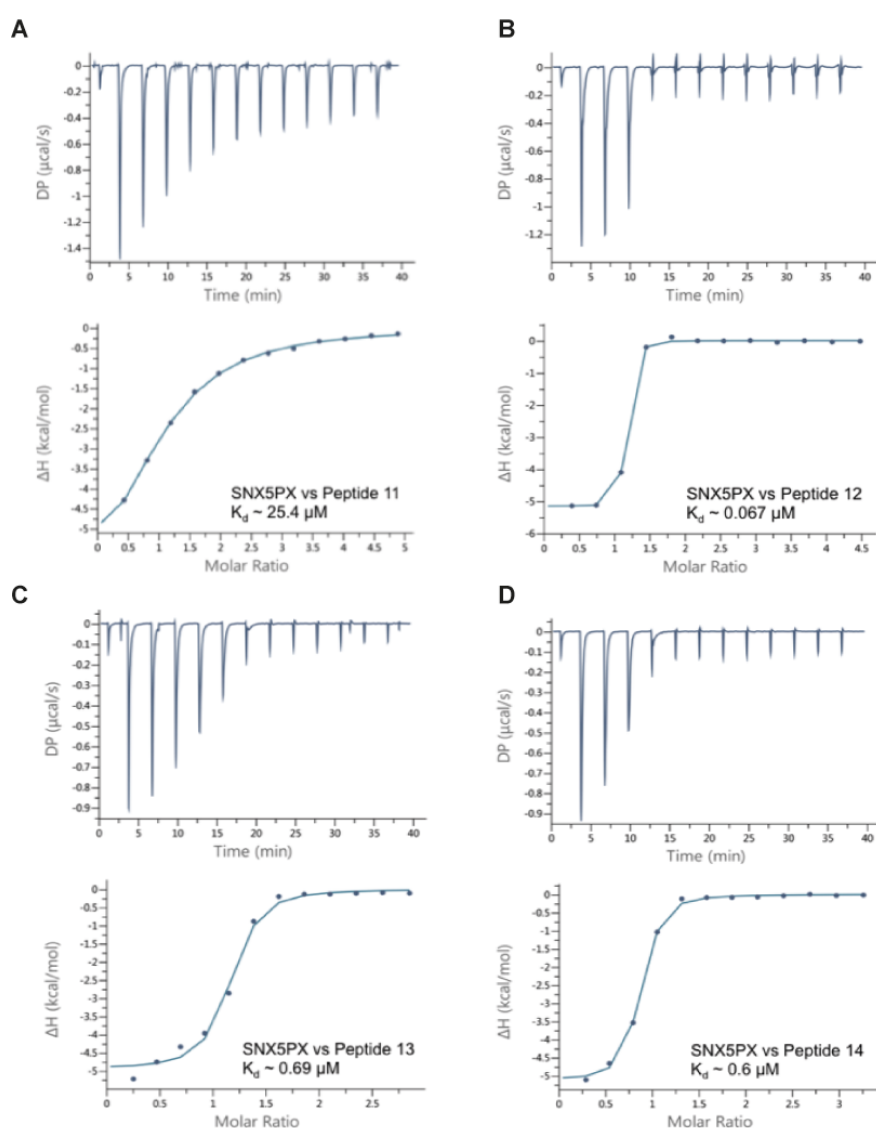 A
0
-0.2
-0.4
-0.6
-0.8
-1
-1.2
-1.4
DP (µcal/s)
0 5 10 15 20 25 30 35 40
Time (min)
0
-0.5
-1
-1.5
-2
-2.5
-3
-3.5
-4
-4.5
-5
ΔH (kcal/mol)
SNX5PX vs Peptide 11
Kd ~ 25.4 µM
0 0.5 1 1.5 2 2.5 3 3.5 4 4.5 5
Molar Ratio
B
0
-0.2
-0.4
-0.6
-0.8
-1
-1.2
DP (µcal/s)
0 5 10 15 20 25 30 35 40
Time (min)
0
-1
-2
-3
-4
-5
-6
ΔH (kcal/mol)
SNX5PX vs Peptide 12
Kd ~ 0.067 µM
0 0.5 1 1.5 2 2.5 3 3.5 4 4.5
Molar Ratio
C
0
-0.1
-0.2
-0.3
-0.4
-0.5
-0.6
-0.7
-0.8
-0.9
DP (µcal/s)
0 5 10 15 20 25 30 35 40
Time (min)
0
-0.5
-1
-1.5
-2
-2.5
-3
-3.5
-4
-4.5
-5
ΔH (kcal/mol)
SNX5PX vs Peptide 13
Kd ~ 0.69 µM
0 0.5 1 1.5 2 2.5
Molar Ratio
D
0
-0.1
-0.2
-0.3
-0.4
-0.5
-0.6
-0.7
-0.8
-0.9
DP (µcal/s)
0 5 10 15 20 25 30 35 40
Time (min)
0
-0.5
-1
-1.5
-2
-2.5
-3
-3.5
-4
-4.5
-5
ΔH (kcal/mol)
SNX5PX vs Peptide 14
Kd ~ 0.6 µM
0 0.5 1 1.5 2 2.5 3
Molar Ratio